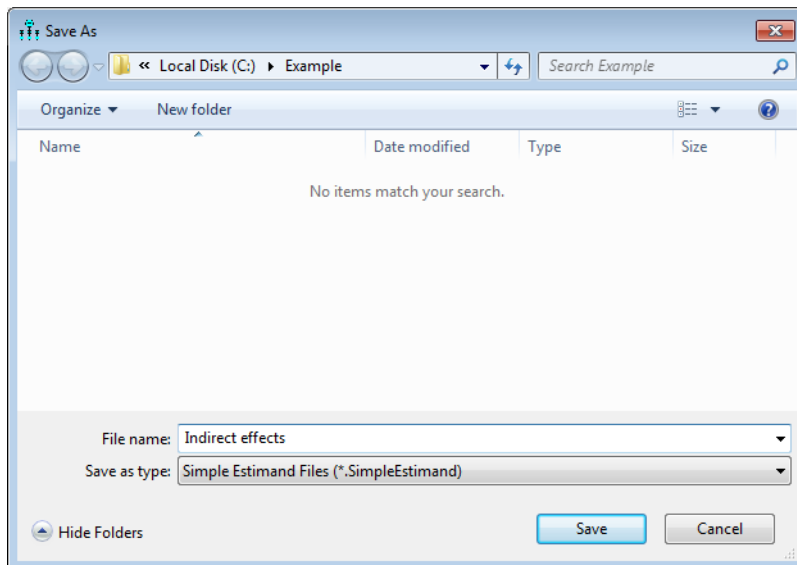 Save As
« Local Disk (C:) Example
Search Example
Organize New folder
Name Date modified Type Size
No items match your search.
File name: Indirect effects
Save as type: Simple Estimand Files (*.SimpleEstimand)
Hide Folders Save Cancel